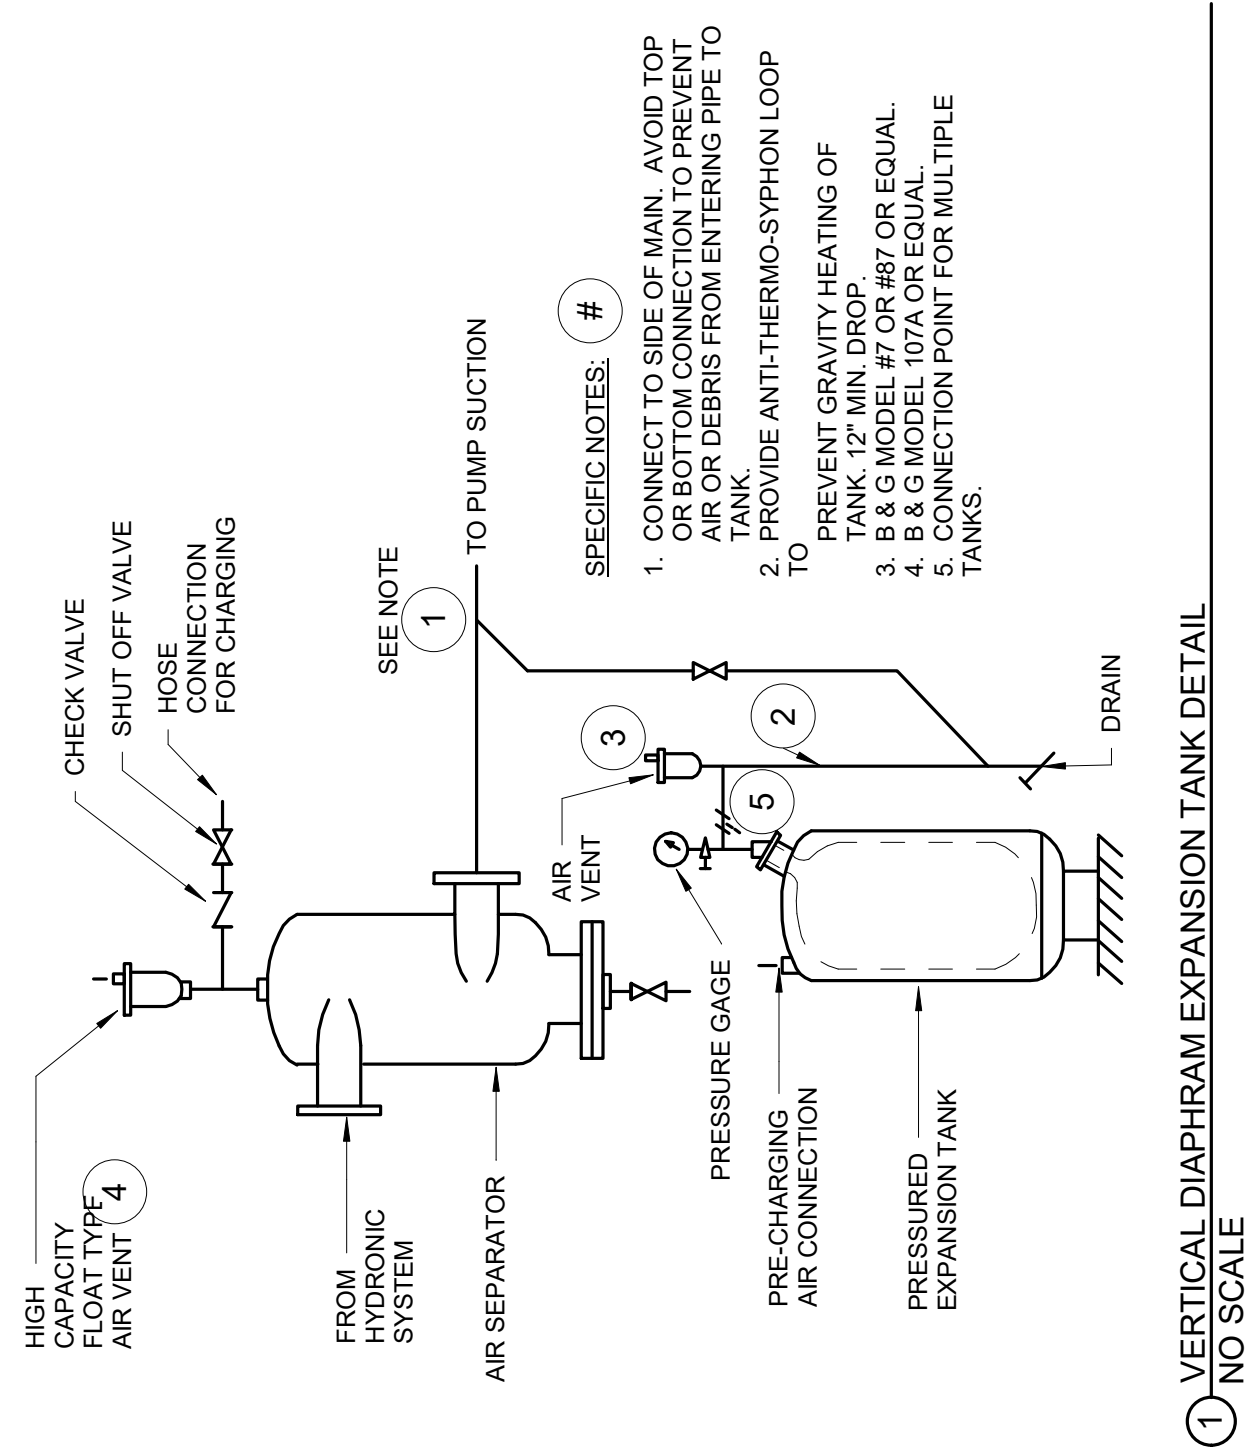 HIGH
CAPACITY
FLOAT TYPE
AIR VENT
4
CHECK VALVE
SHUT OFF VALVE
HOSE
CONNECTION
FOR CHARGING
FROM
HYDRONIC
SYSTEM
AIR SEPARATOR
SEE NOTE
1
TO PUMP SUCTION
AIR
VENT
3
2
5
PRESSURE GAGE
PRE-CHARGING
AIR CONNECTION
PRESSURED
EXPANSION TANK
DRAIN
SPECIFIC NOTES:
#
1. CONNECT TO SIDE OF MAIN. AVOID TOP
OR BOTTOM CONNECTION TO PREVENT
AIR OR DEBRIS FROM ENTERING PIPE TO
TANK.
2. PROVIDE ANTI-THERMO-SYPHON LOOP
TO
PREVENT GRAVITY HEATING OF
TANK. 12" MIN. DROP.
3. B & G MODEL #7 OR #87 OR EQUAL.
4. B & G MODEL 107A OR EQUAL.
5. CONNECTION POINT FOR MULTIPLE
TANKS.
1
VERTICAL DIAPHRAM EXPANSION TANK DETAIL
NO SCALE